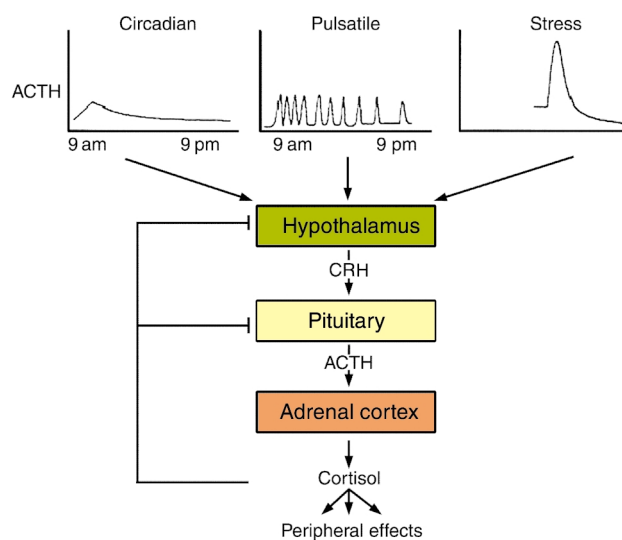 Circadian
Pulsatile
Stress
ACTH
9 am
9 pm
9 am
9 pm
Hypothalamus
CRH
Pituitary
ACTH
Adrenal cortex
Cortisol
Peripheral effects